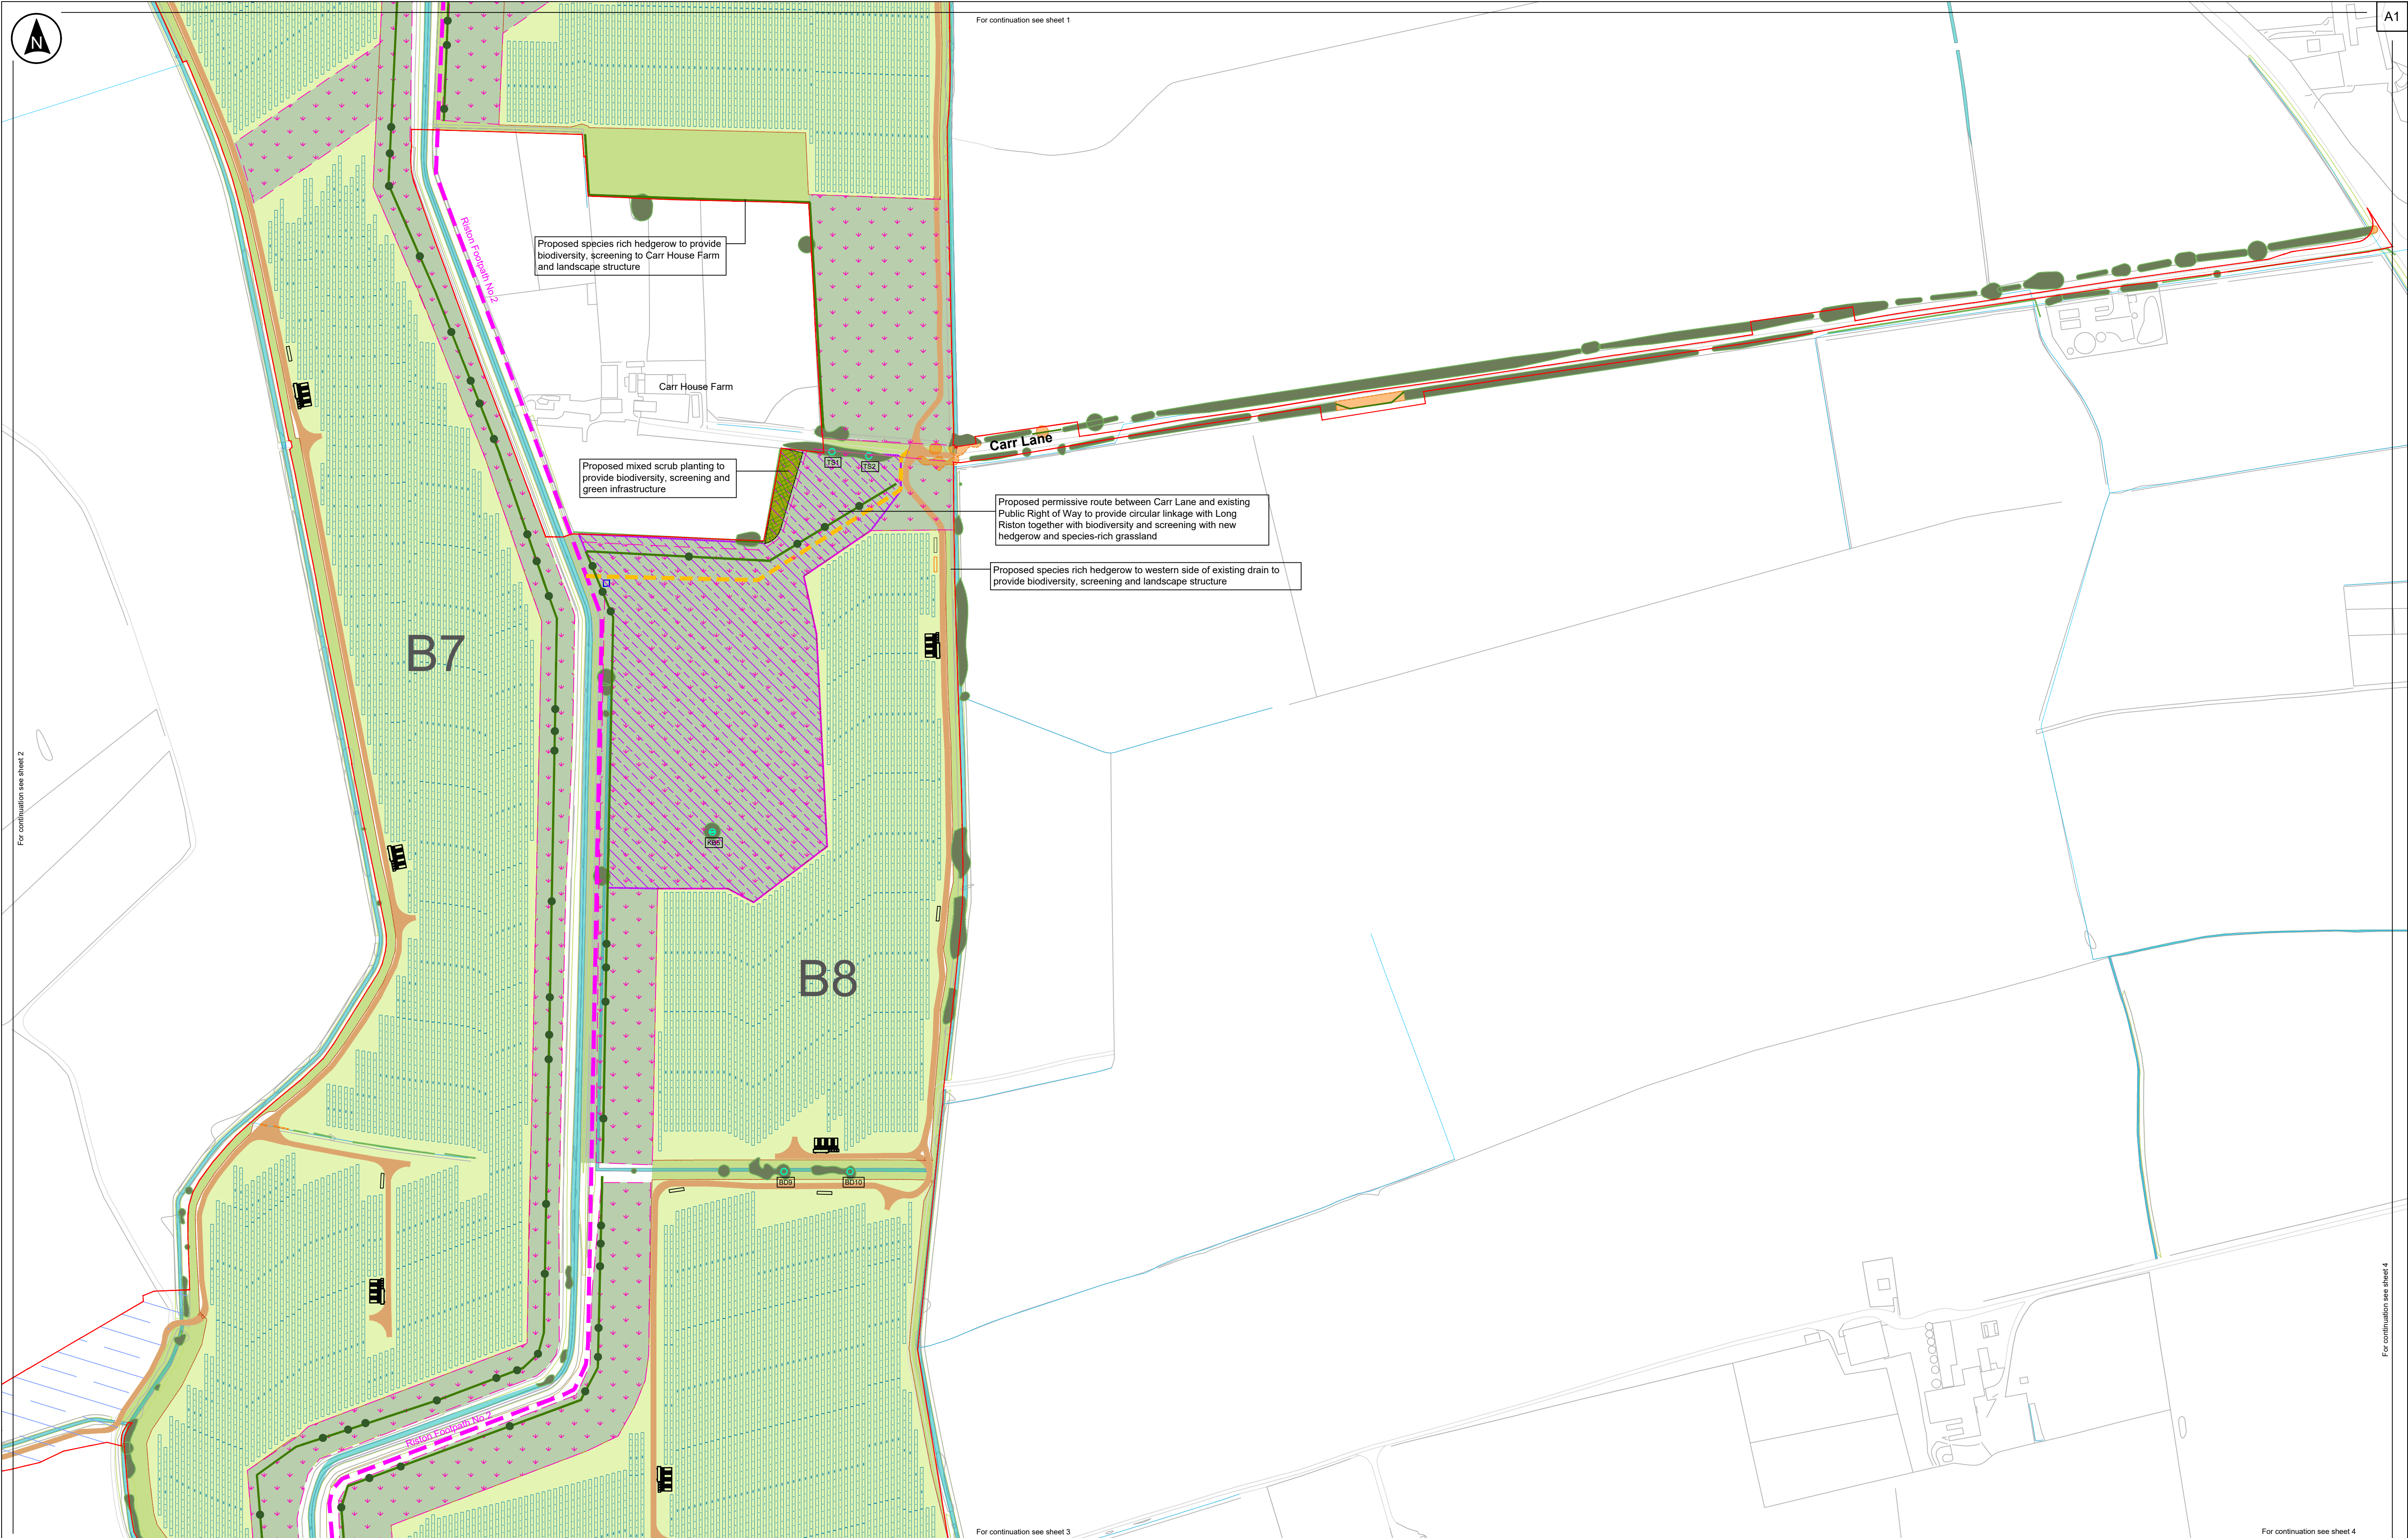 For continuation see sheet 1
A1
N
Riston Footpath No.2
Proposed species rich hedgerow to provide
biodiversity, screening to Carr House Farm
and landscape structure
Carr House Farm
Carr Lane
Proposed mixed scrub planting to
provide biodiversity, screening and
green infrastructure
TS1
TS2
Proposed permissive route between Carr Lane and existing
Public Right of Way to provide circular linkage with Long
Riston together with biodiversity and screening with new
hedgerow and species-rich grassland
Proposed species rich hedgerow to western side of existing drain to
provide biodiversity, screening and landscape structure
B7
For continuation see sheet 2
KB5
B8
BD9
BD10
For continuation see sheet 4
Riston Footpath No.2
For continuation see sheet 3
For continuation see sheet 4